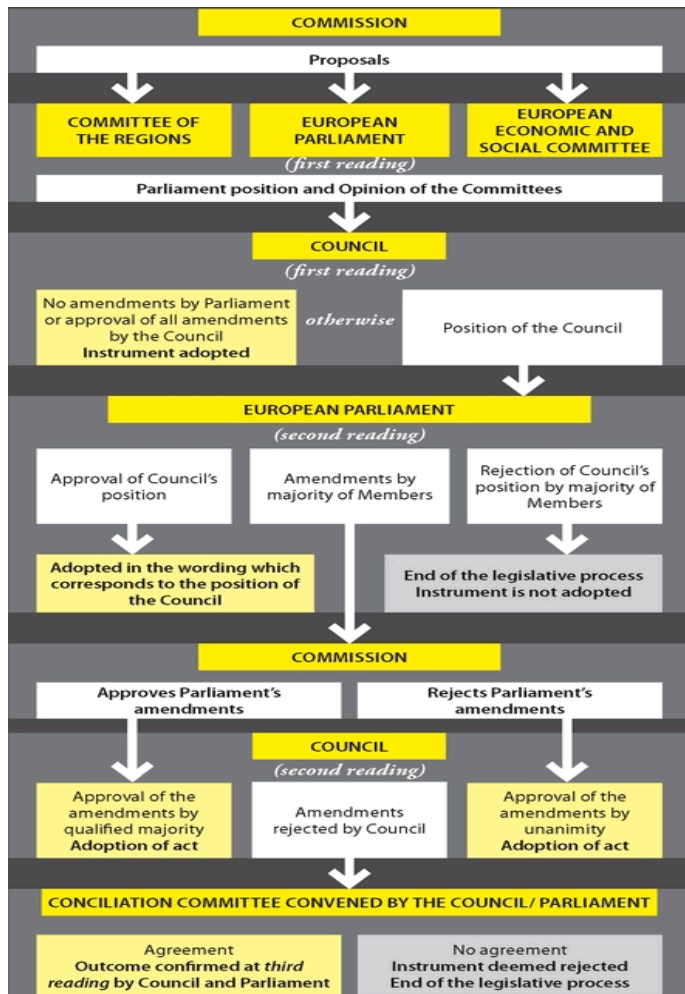 COMMISSION
Proposals
COMMITTEE OF
THE REGIONS
EUROPEAN
PARLIAMENT
EUROPEAN
ECONOMIC AND
SOCIAL COMMITTEE
(first reading)
Parliament position and Opinion of the Committees
COUNCIL
(first reading)
No amendments by Parliament
or approval of all amendments
by the Council
Instrument adopted
otherwise
Position of the Council
EUROPEAN PARLIAMENT
(second reading)
Approval of Council's
position
Amendments by
majority of Members
Rejection of Council's
position by majority of
Members
Adopted in the wording which
corresponds to the position of
the Council
End of the legislative process
Instrument is not adopted
COMMISSION
Approves Parliament's
amendments
Rejects Parliament's
amendments
COUNCIL
(second reading)
Approval of the
amendments by
qualified majority
Adoption of act
Amendments
rejected by Council
Approval of the
amendments by
unanimity
Adoption of act
CONCILIATION COMMITTEE CONVENED BY THE COUNCIL/ PARLIAMENT
Agreement
Outcome confirmed at third
reading by Council and Parliament
No agreement
Instrument deemed rejected
End of the legislative process